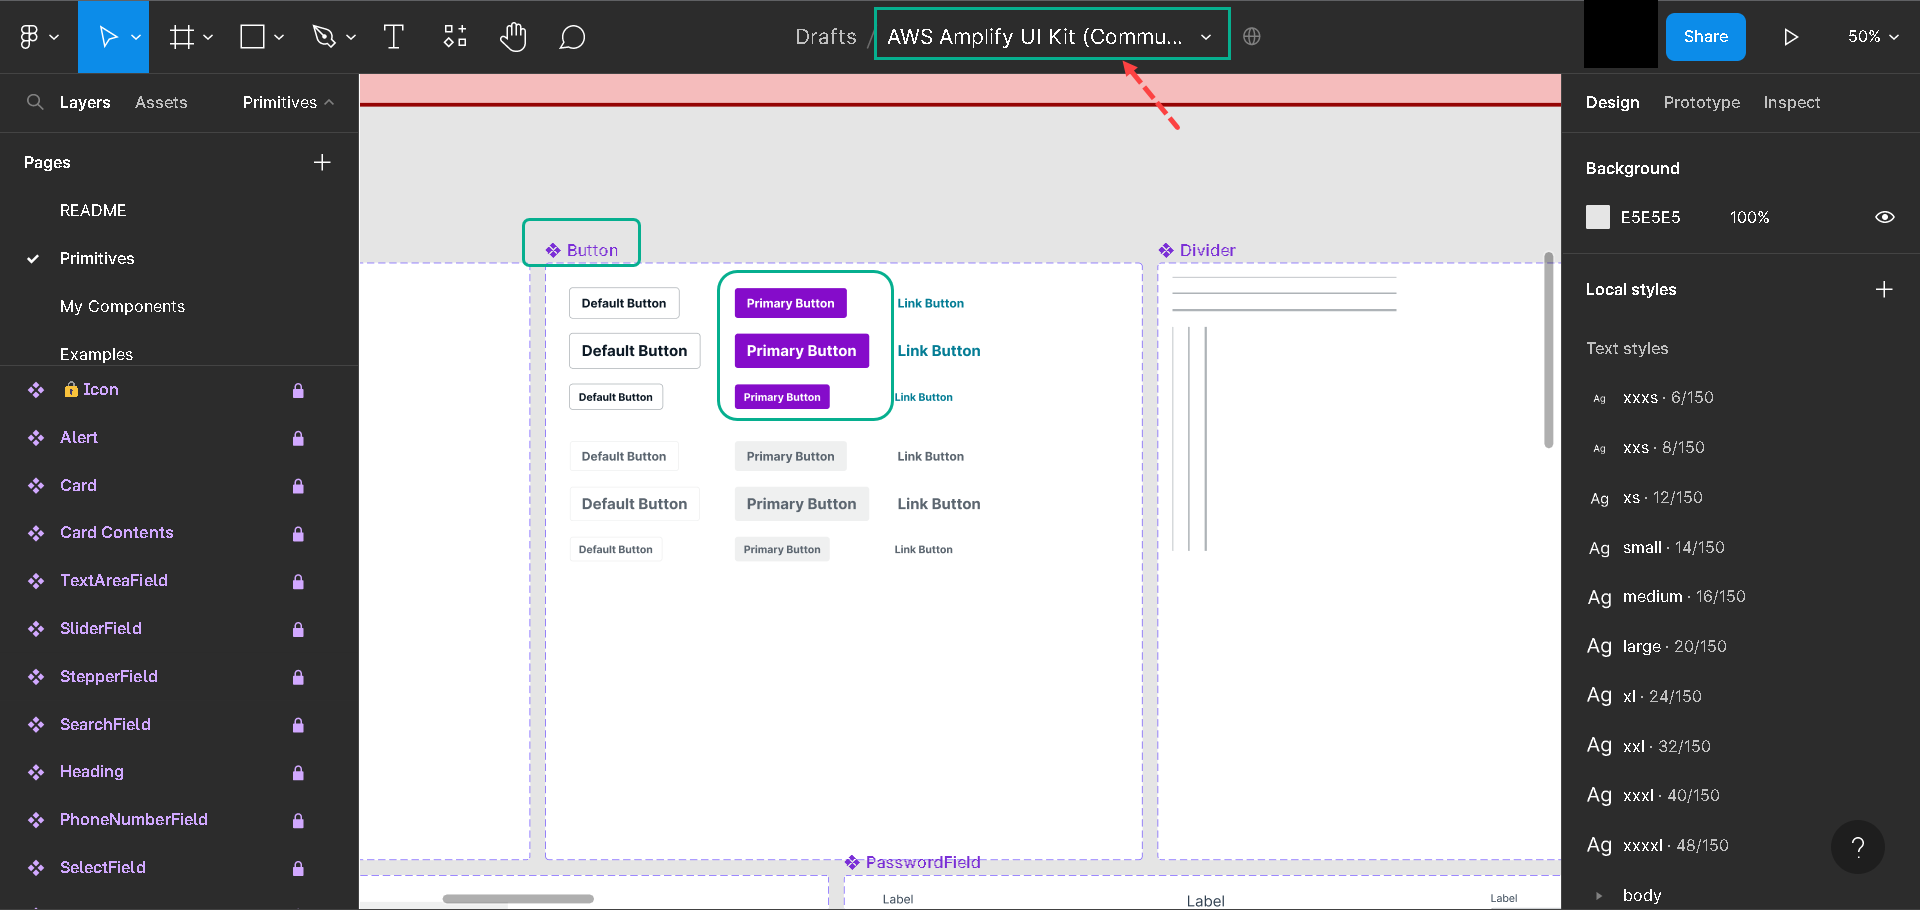 Drafts / AWS Amplify UI Kit (Commu...
Share
50%
Layers
Assets
Primitives
Pages
README
Primitives
My Components
Examples
Icon
Alert
Card
Card Contents
TextAreaField
SliderField
StepperField
SearchField
Heading
PhoneNumberField
SelectField
Button
Default Button Primary Button Link Button
Default Button Primary Button Link Button
Default Button Primary Button Link Button
Default Button Primary Button Link Button
Default Button Primary Button Link Button
Default Button Primary Button Link Button
Divider
PasswordField
Label Label Label
Design
Prototype
Inspect
Background
E5E5E5 100%
Local styles
Text styles
Ag xxxs · 6/150
Ag xxs · 8/150
Ag xs · 12/150
Ag small · 14/150
Ag medium · 16/150
Ag large · 20/150
Ag xl · 24/150
Ag xxl · 32/150
Ag xxxl · 40/150
Ag xxxxl · 48/150
body
?